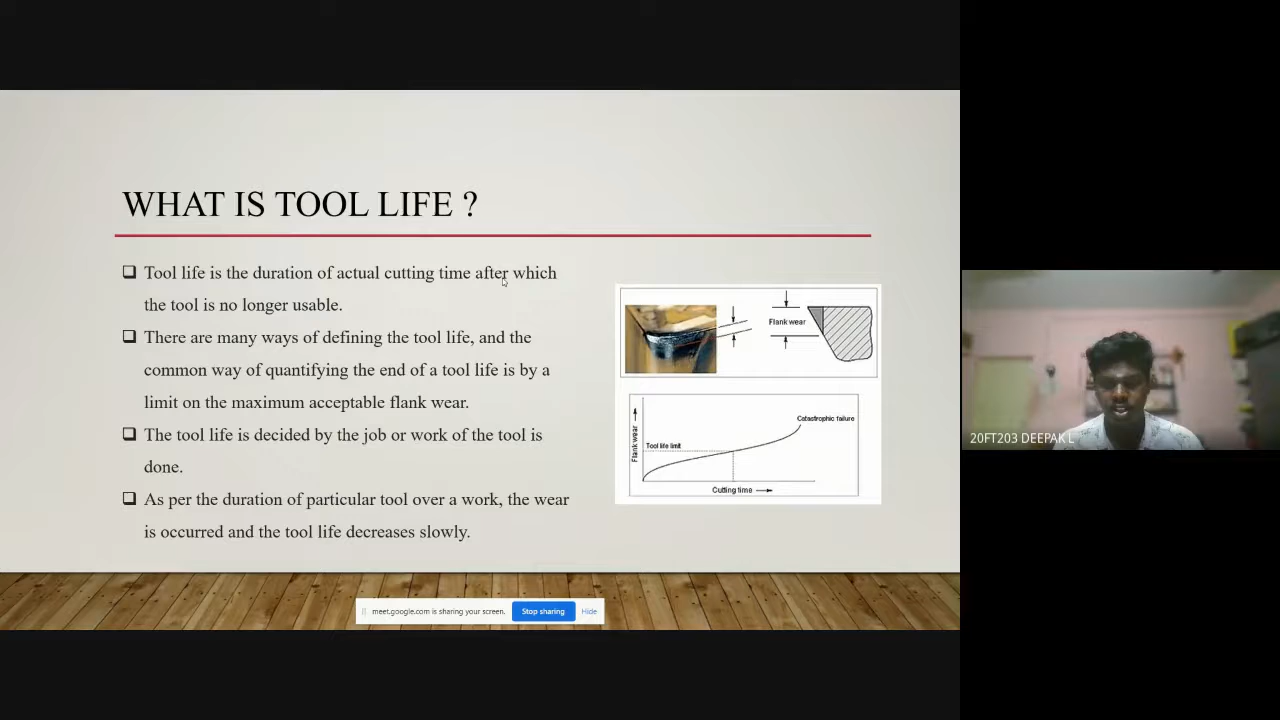 WHAT IS TOOL LIFE ?
❑ Tool life is the duration of actual cutting time after which
the tool is no longer usable.
❑ There are many ways of defining the tool life, and the
common way of quantifying the end of a tool life is by a
limit on the maximum acceptable flank wear.
❑ The tool life is decided by the job or work of the tool is
done.
❑ As per the duration of particular tool over a work, the wear
is occurred and the tool life decreases slowly.
Flank wear
Catastrophic failure
Tool life limit
Flank wear
Cutting time
meet.google.com is sharing your screen.
Stop sharing
Hide
20FT203 DEEPAK L